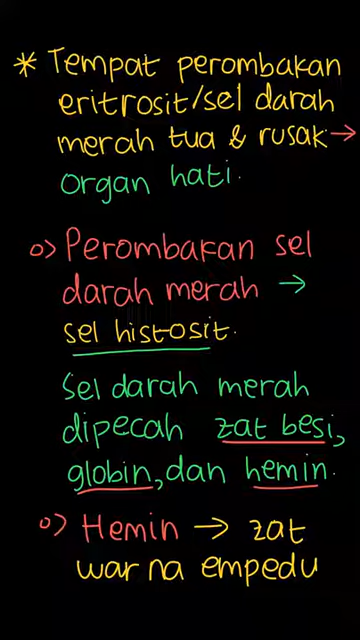 * Tempat perombakan
eritrosit/sel darah
merah tua & rusak →
organ hati.
o> Perombakan sel
darah merah →
sel histosit.
Sel darah merah
dipecah zat besi,
globin, dan hemin.
o> Hemin → zat
warna empedu